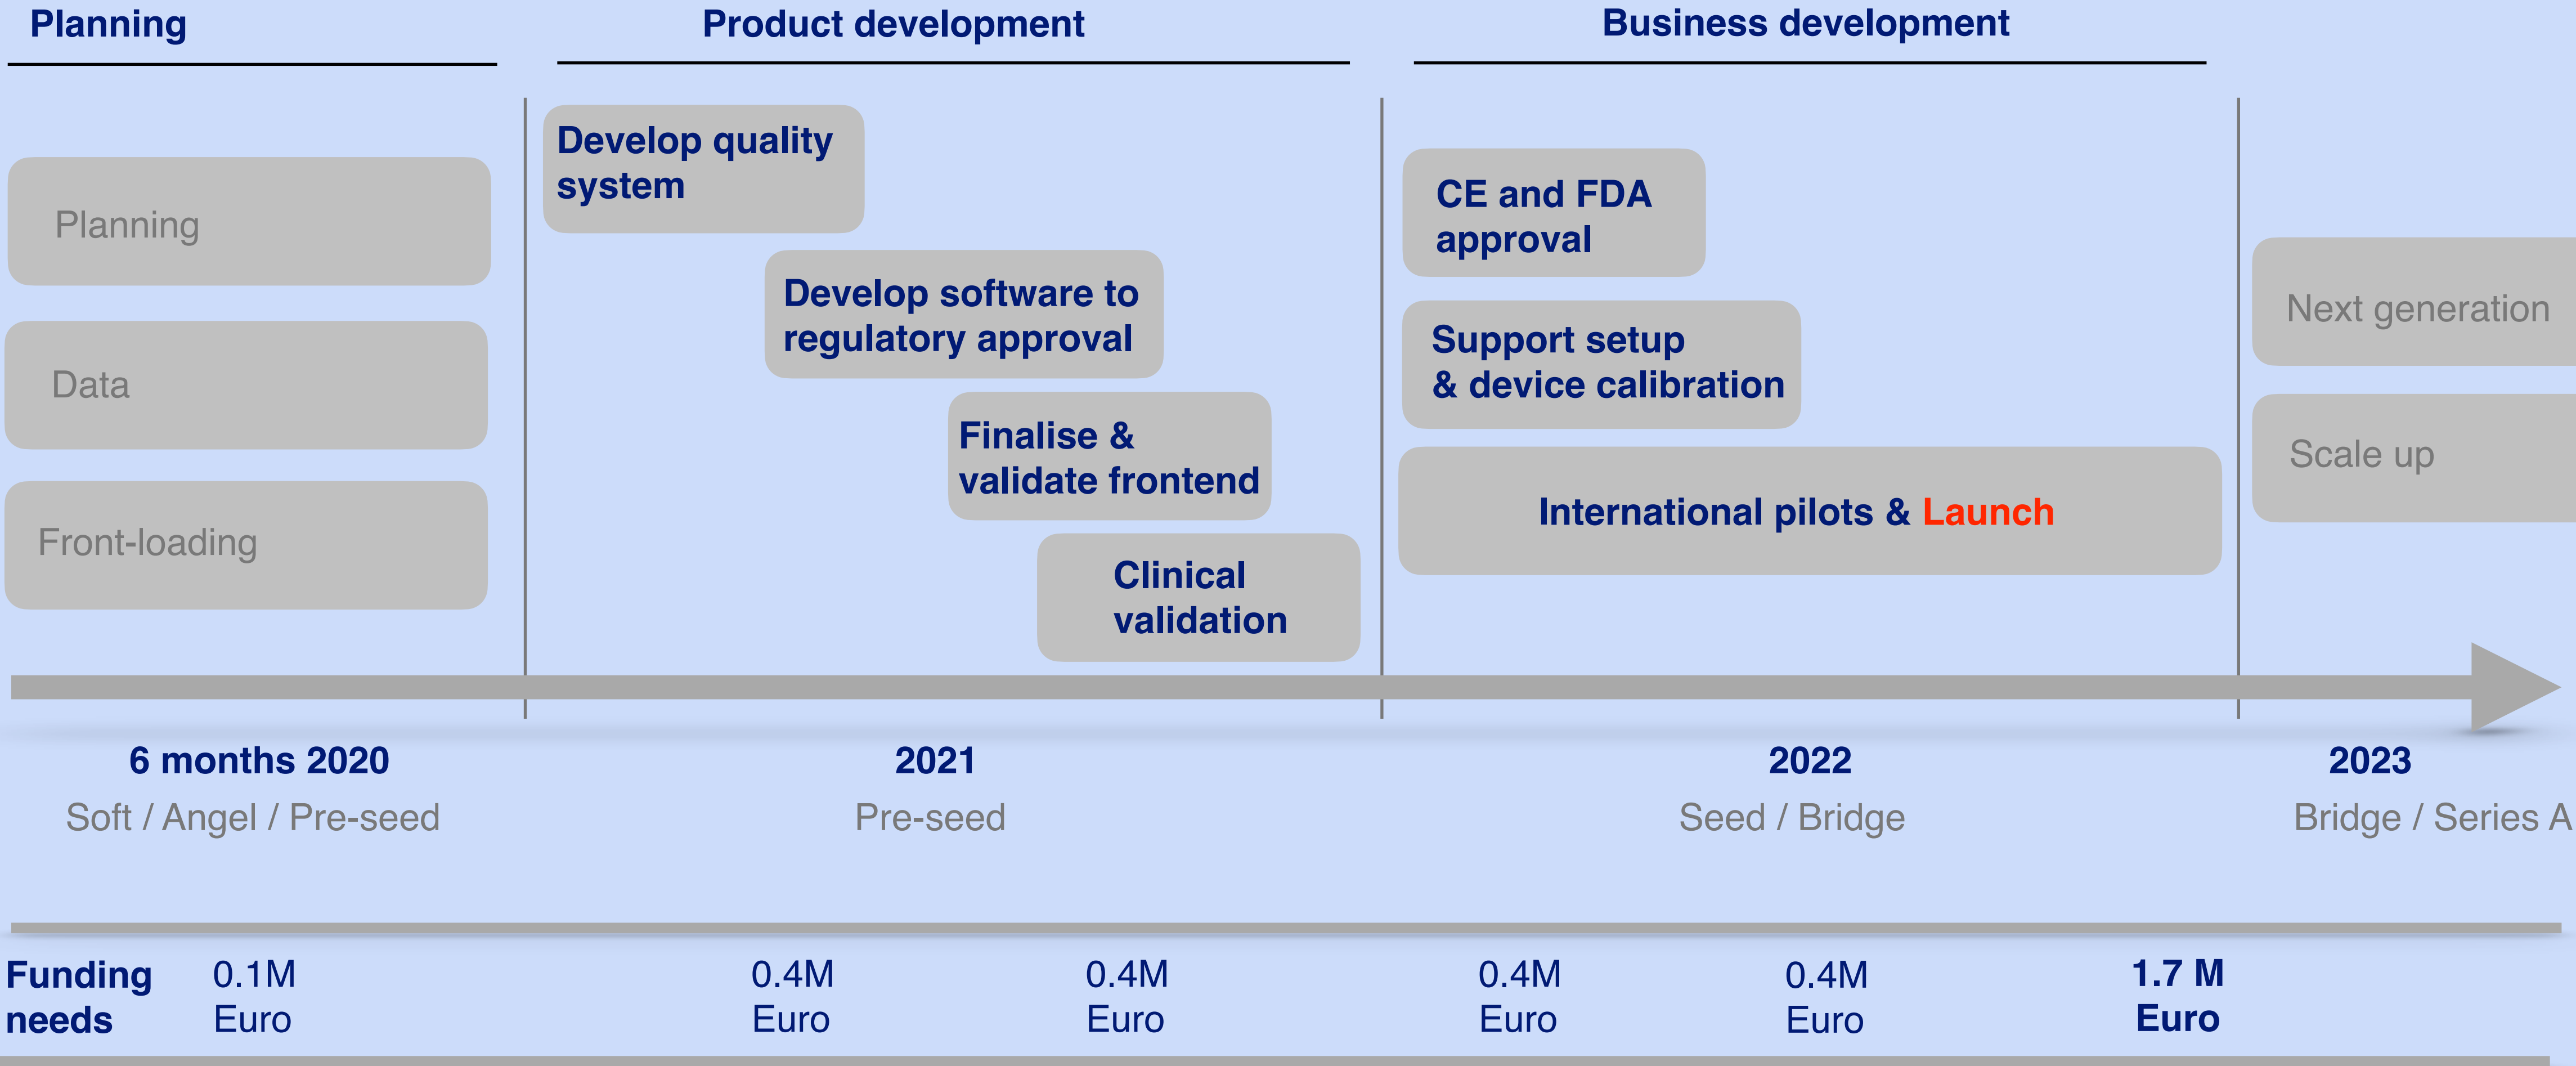 Planning
Product development
Business development
Planning
Data
Front-loading
Develop quality
system
Develop software to
regulatory approval
Finalise &
validate frontend
Clinical
validation
CE and FDA
approval
Support setup
& device calibration
International pilots & Launch
Next generation
Scale up
6 months 2020
2021
2022
2023
Soft / Angel / Pre-seed
Pre-seed
Seed / Bridge
Bridge / Series A
Funding
needs
0.1M
Euro
0.4M
Euro
0.4M
Euro
0.4M
Euro
0.4M
Euro
1.7 M
Euro